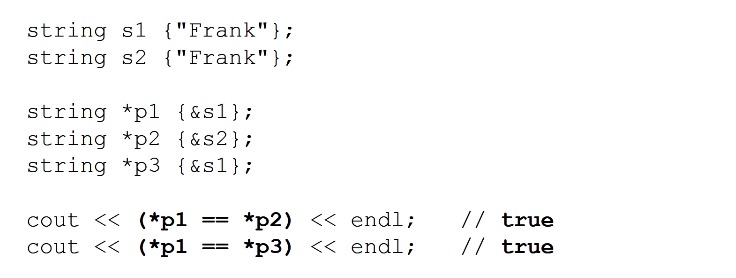 string s1 {"Frank"};
string s2 {"Frank"};
string *p1 {&s1};
string *p2 {&s2};
string *p3 {&s1};
cout << (*p1 == *p2) << endl;   // true
cout << (*p1 == *p3) << endl;   // true